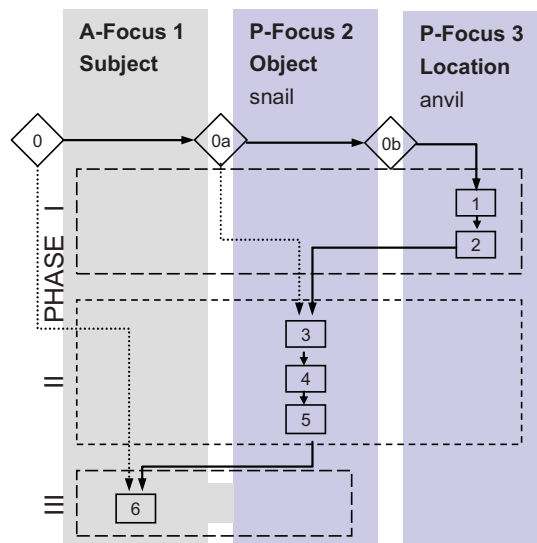 A-Focus 1
Subject
P-Focus 2
Object
snail
P-Focus 3
Location
anvil
0
0a
0b
PHASE
I
1
2
II
3
4
5
III
6